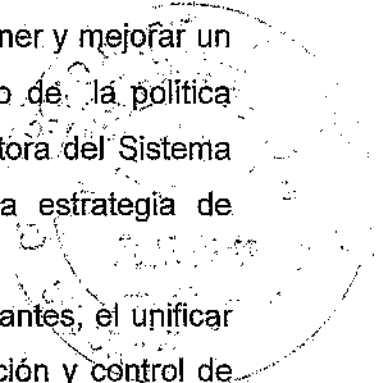 ner y mejorar un
o de la política
tora del Sistema
a estrategia de
antes, el unificar
ción y control de